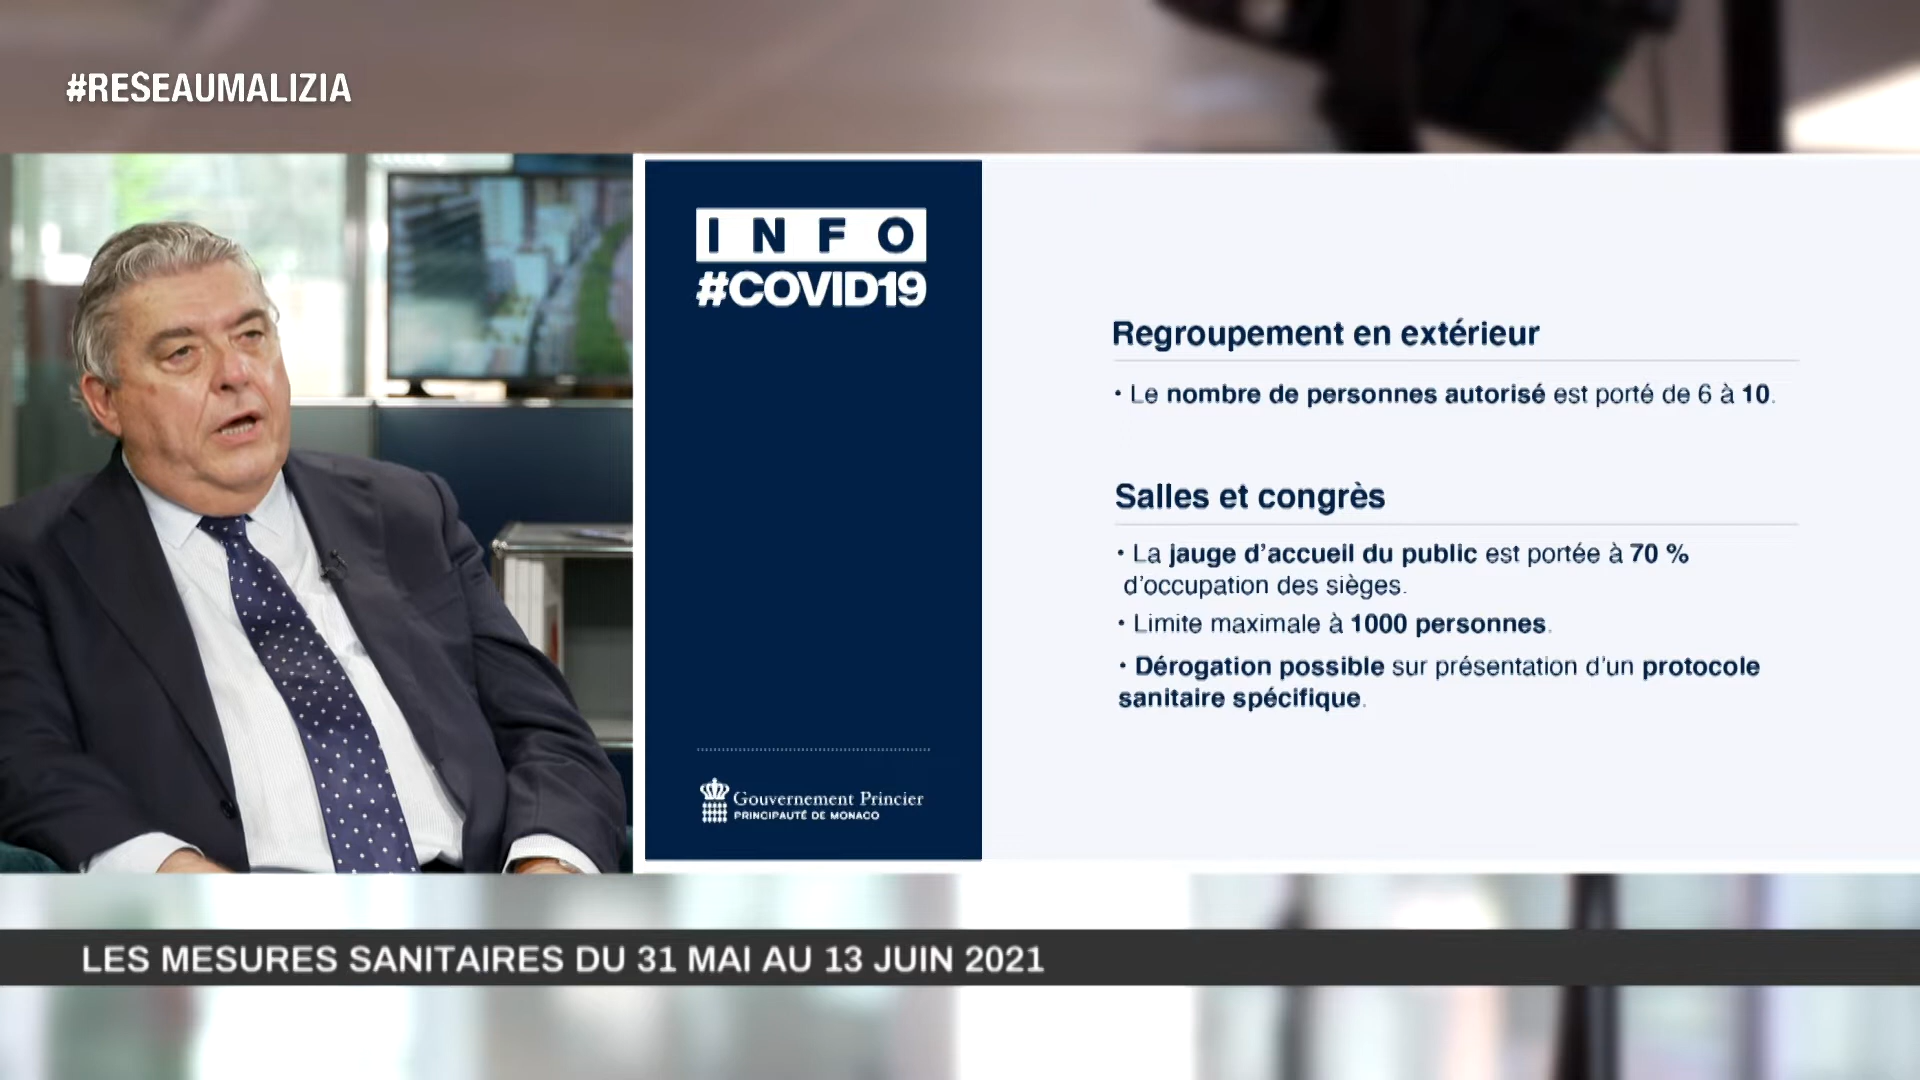 #RESEAUMALIZIA
INFO
#COVID19
Regroupement en extérieur
• Le nombre de personnes autorisé est porté de 6 à 10.
Salles et congrès
• La jauge d’accueil du public est portée à 70 %
d’occupation des sièges.
• Limite maximale à 1000 personnes.
• Dérogation possible sur présentation d’un protocole
sanitaire spécifique.
Gouvernement Princier
PRINCIPAUTÉ DE MONACO
LES MESURES SANITAIRES DU 31 MAI AU 13 JUIN 2021